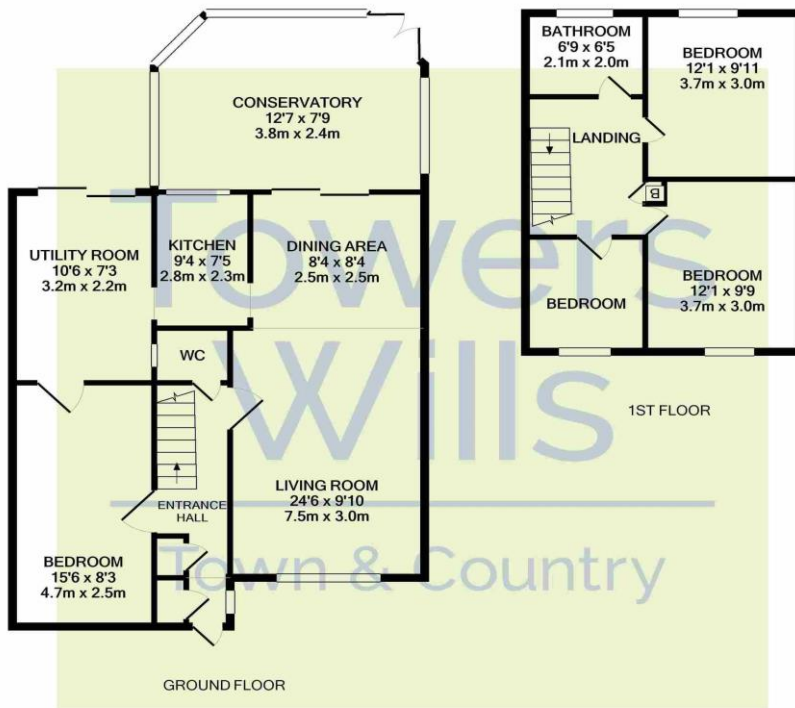 CONSERVATORY
12'7 x 7'9
3.8m x 2.4m
UTILITY ROOM
10'6 x 7'3
3.2m x 2.2m
KITCHEN
9'4 x 7'5
2.8m x 2.3m
DINING AREA
8'4 x 8'4
2.5m x 2.5m
WC
ENTRANCE
HALL
LIVING ROOM
24'6 x 9'10
7.5m x 3.0m
BEDROOM
15'6 x 8'3
4.7m x 2.5m
GROUND FLOOR
BATHROOM
6'9 x 6'5
2.1m x 2.0m
BEDROOM
12'1 x 9'11
3.7m x 3.0m
LANDING
B
BEDROOM
BEDROOM
12'1 x 9'9
3.7m x 3.0m
1ST FLOOR
Towers
Wills
Town & Country